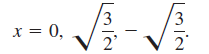 x = 0, √(3/2), −√(3/2).